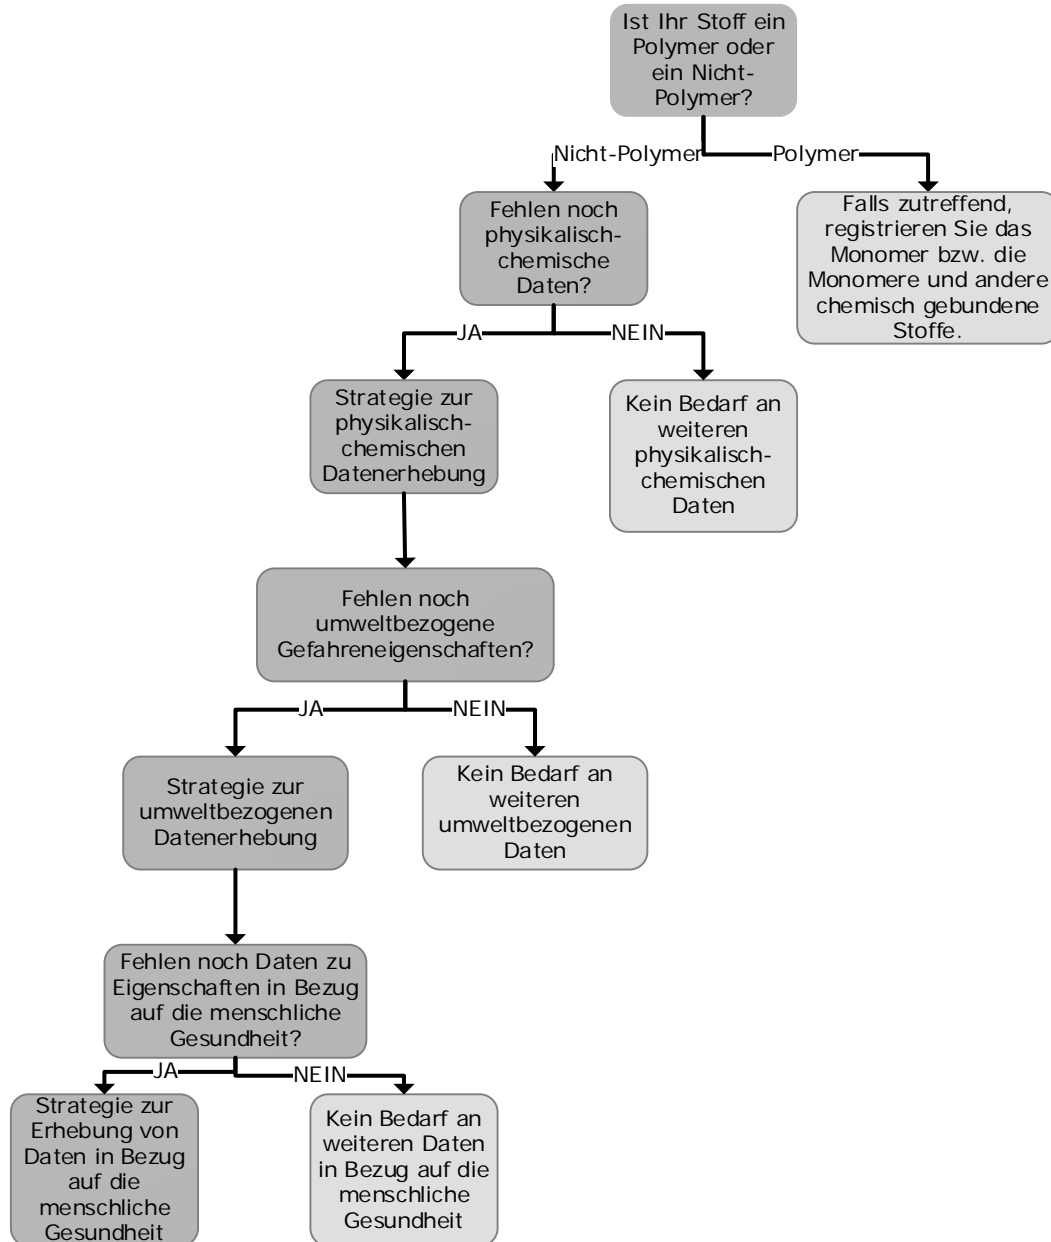 Ist Ihr Stoff ein
Polymer oder
ein Nicht-
Polymer?
Nicht-Polymer
Polymer
Fehlen noch
physikalisch-
chemische
Daten?
Falls zutreffend,
registrieren Sie das
Monomer bzw. die
Monomere und andere
chemisch gebundene
Stoffe.
JA
NEIN
Strategie zur
physikalisch-
chemischen
Datenerhebung
Kein Bedarf an
weiteren
physikalisch-
chemischen
Daten
Fehlen noch
umweltbezogene
Gefahreneigenschaften?
JA
NEIN
Strategie zur
umweltbezogenen
Datenerhebung
Kein Bedarf an
weiteren
umweltbezogenen
Daten
Fehlen noch Daten zu
Eigenschaften in Bezug
auf die menschliche
Gesundheit?
JA
NEIN
Strategie zur
Erhebung von
Daten in Bezug
auf die
menschliche
Gesundheit
Kein Bedarf an
weiteren Daten
in Bezug auf die
menschliche
Gesundheit